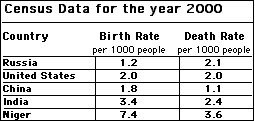 Census Data for the year 2000
Country Birth Rate Death Rate
per 1000 people per 1000 people
Russia 1.2 2.1
United States 2.0 2.0
China 1.8 1.1
India 3.4 2.4
Niger 7.4 3.6